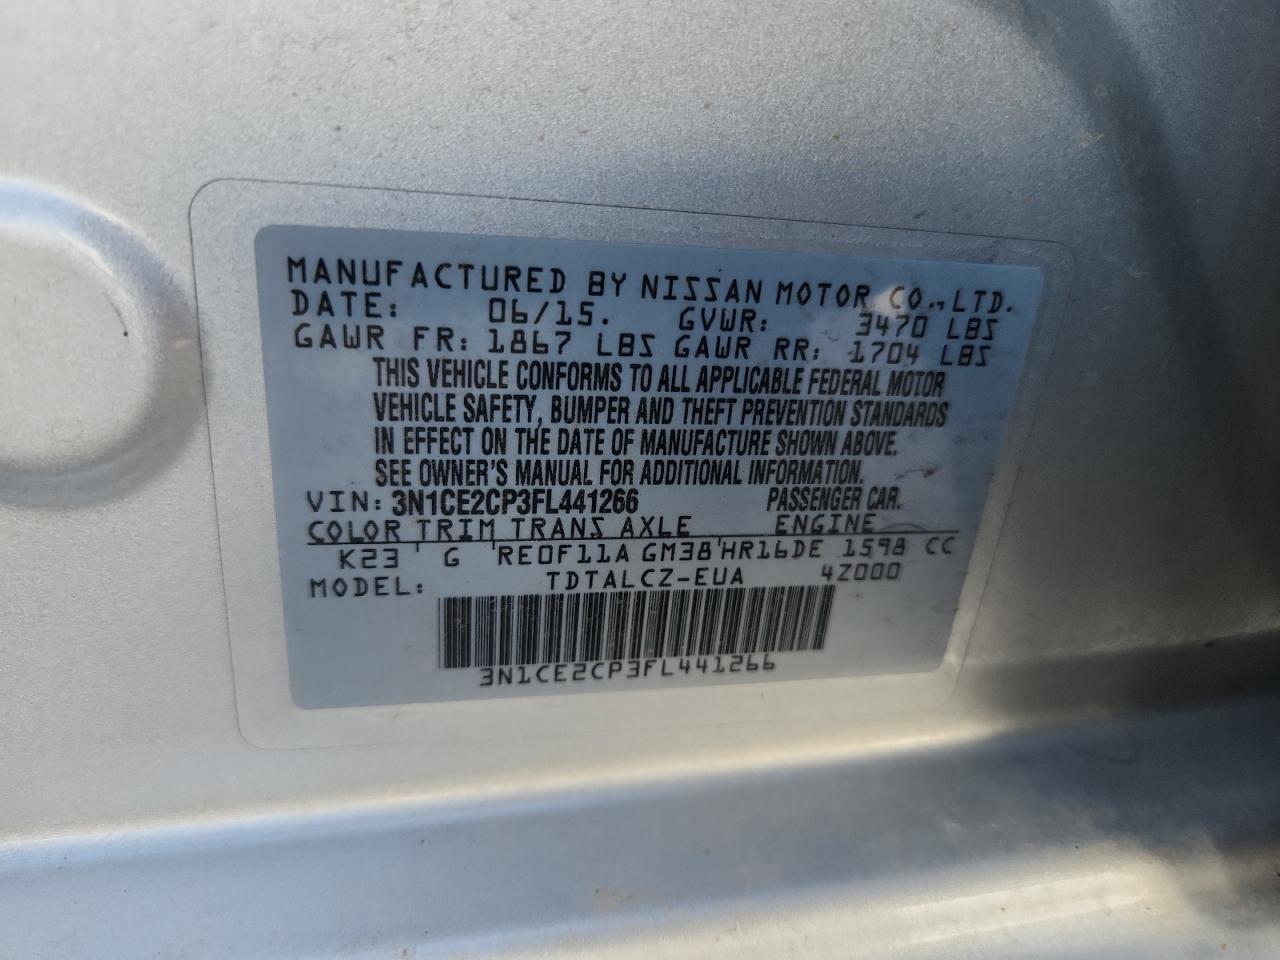 MANUFACTURED BY NISSAN MOTOR CO., LTD.
DATE: 06/15. GVWR: 3470 LBS
GAWR FR: 1867 LBS GAWR RR: 1704 LBS
THIS VEHICLE CONFORMS TO ALL APPLICABLE FEDERAL MOTOR
VEHICLE SAFETY, BUMPER AND THEFT PREVENTION STANDARDS
IN EFFECT ON THE DATE OF MANUFACTURE SHOWN ABOVE.
SEE OWNER'S MANUAL FOR ADDITIONAL INFORMATION.
VIN: 3N1CE2CP3FL441266 PASSENGER CAR.
COLOR TRIM TRANS AXLE ENGINE
K23 G RE0F11A GM38 HR16DE 1598 CC
MODEL: TDTALCZ-EUA 4Z000
3N1CE2CP3FL441266